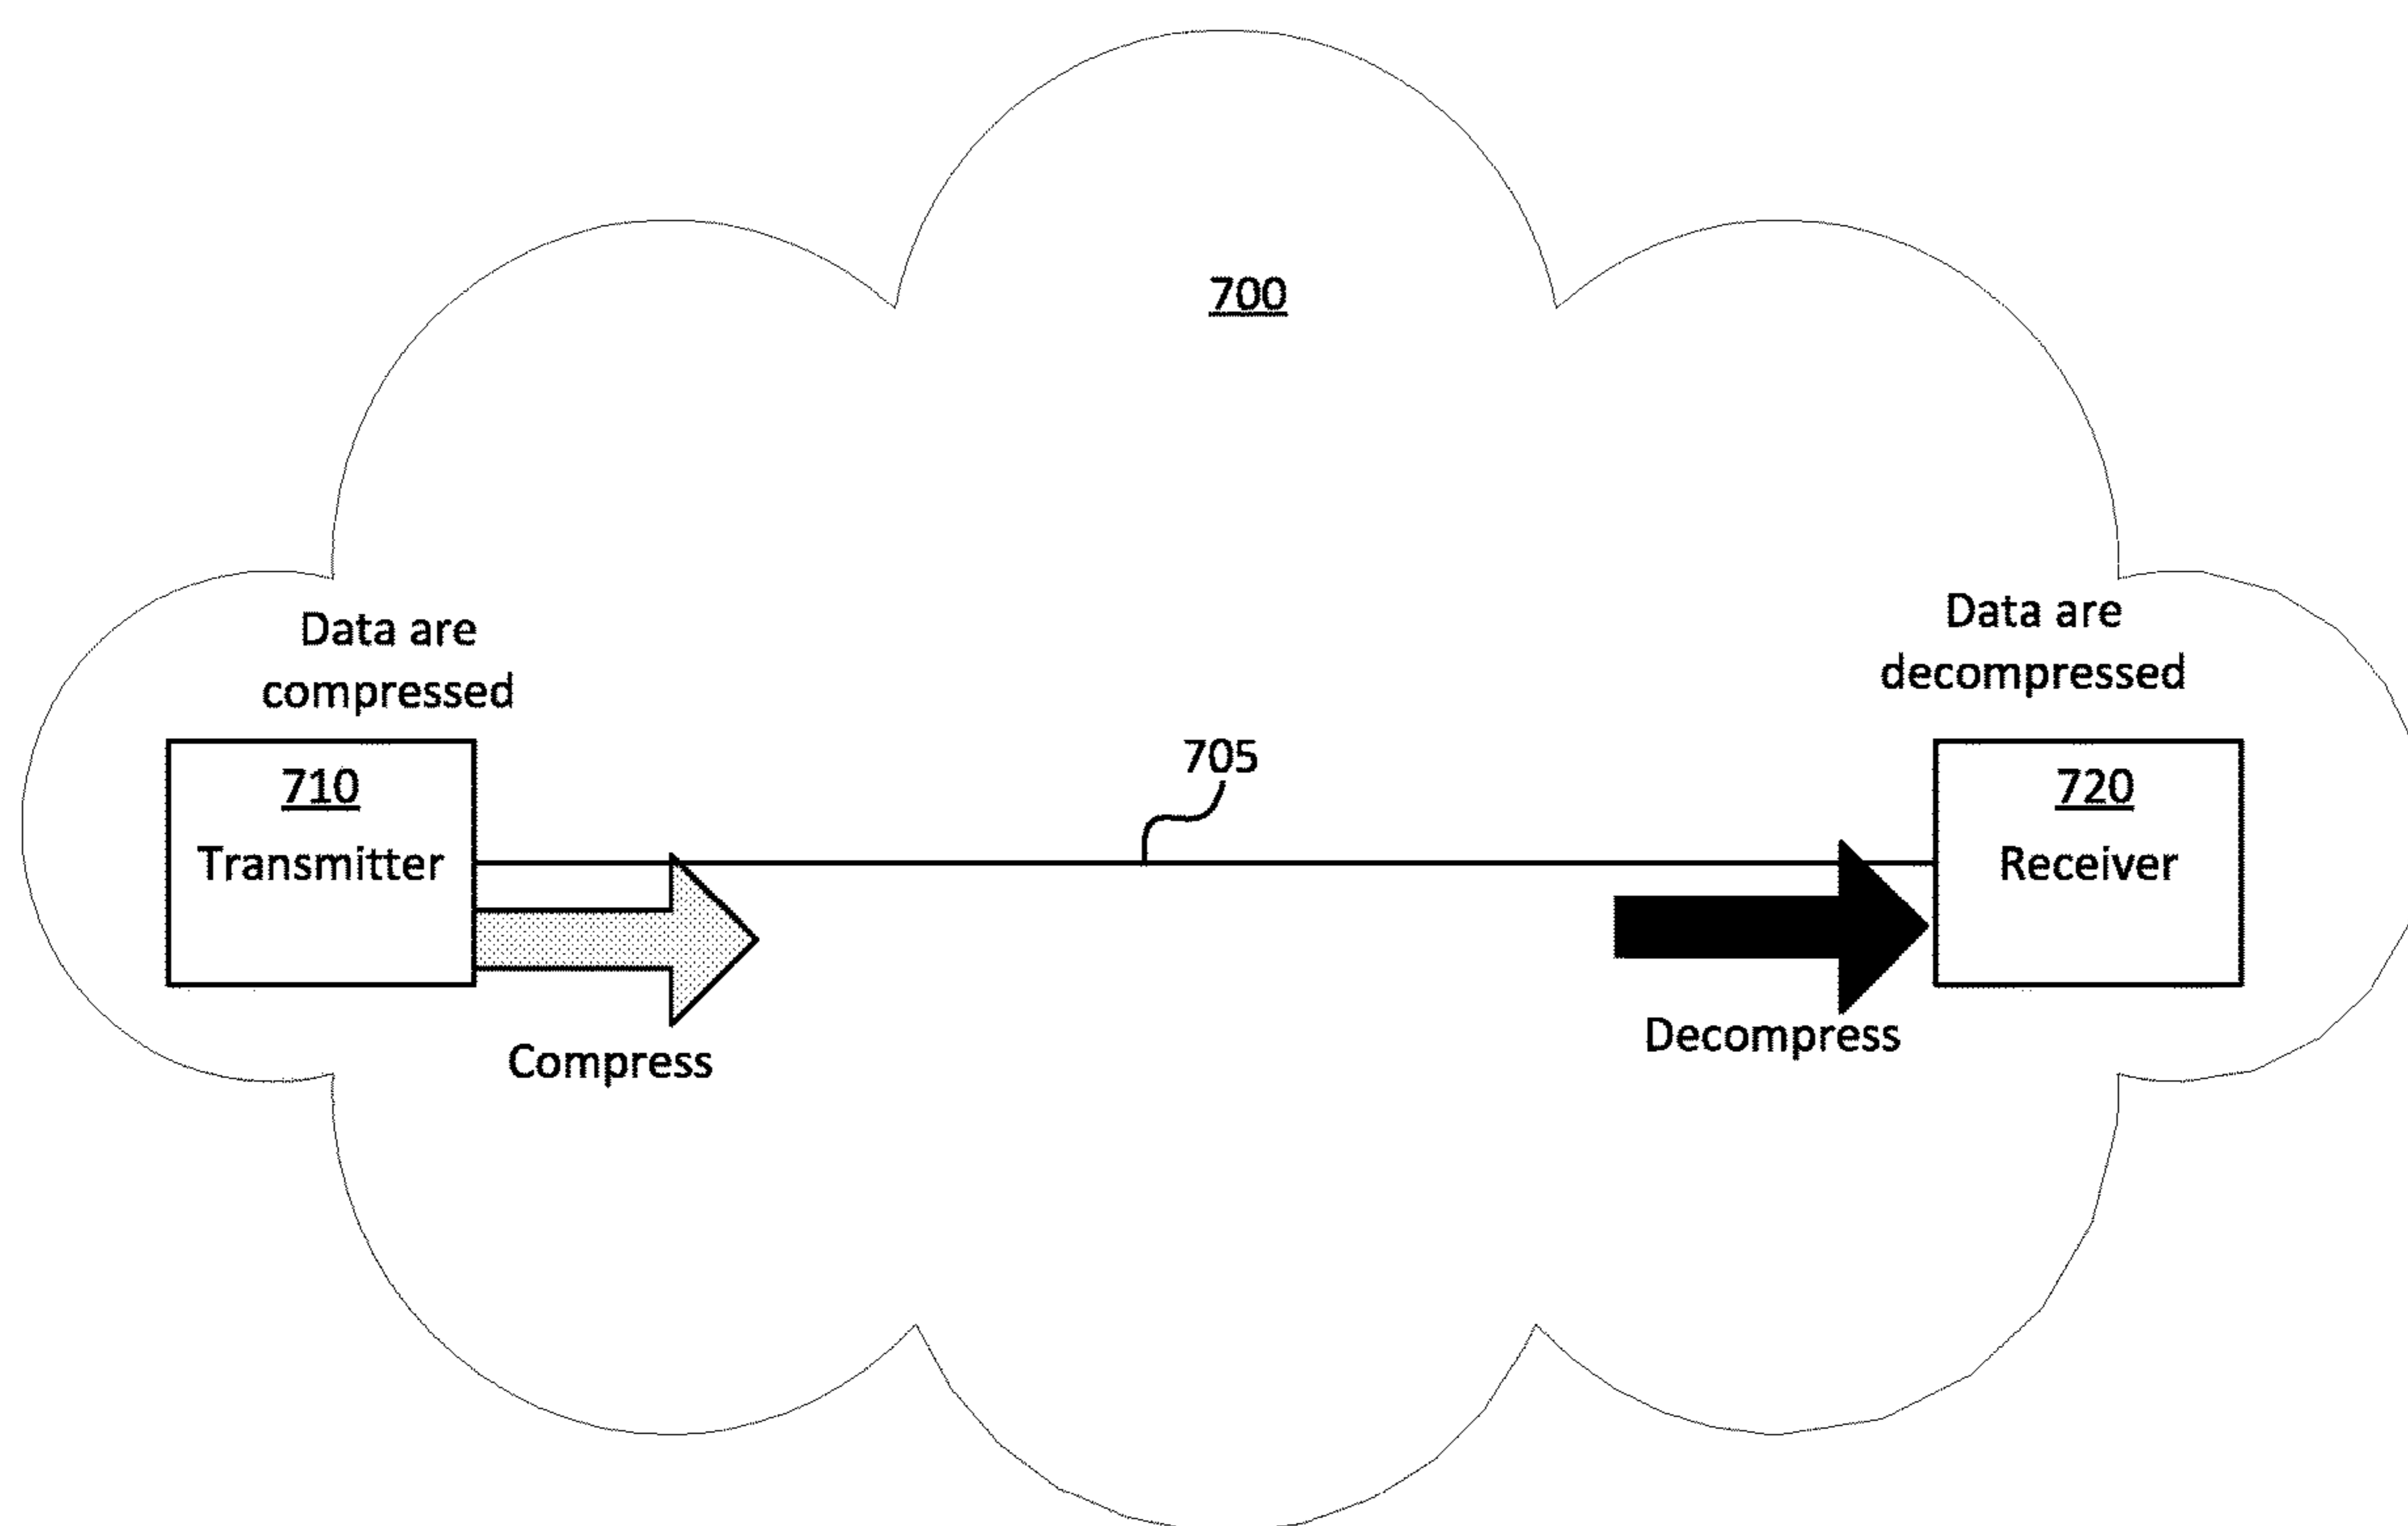 700
Data are
compressed
Data are
decompressed
705
710
Transmitter
720
Receiver
Compress
Decompress